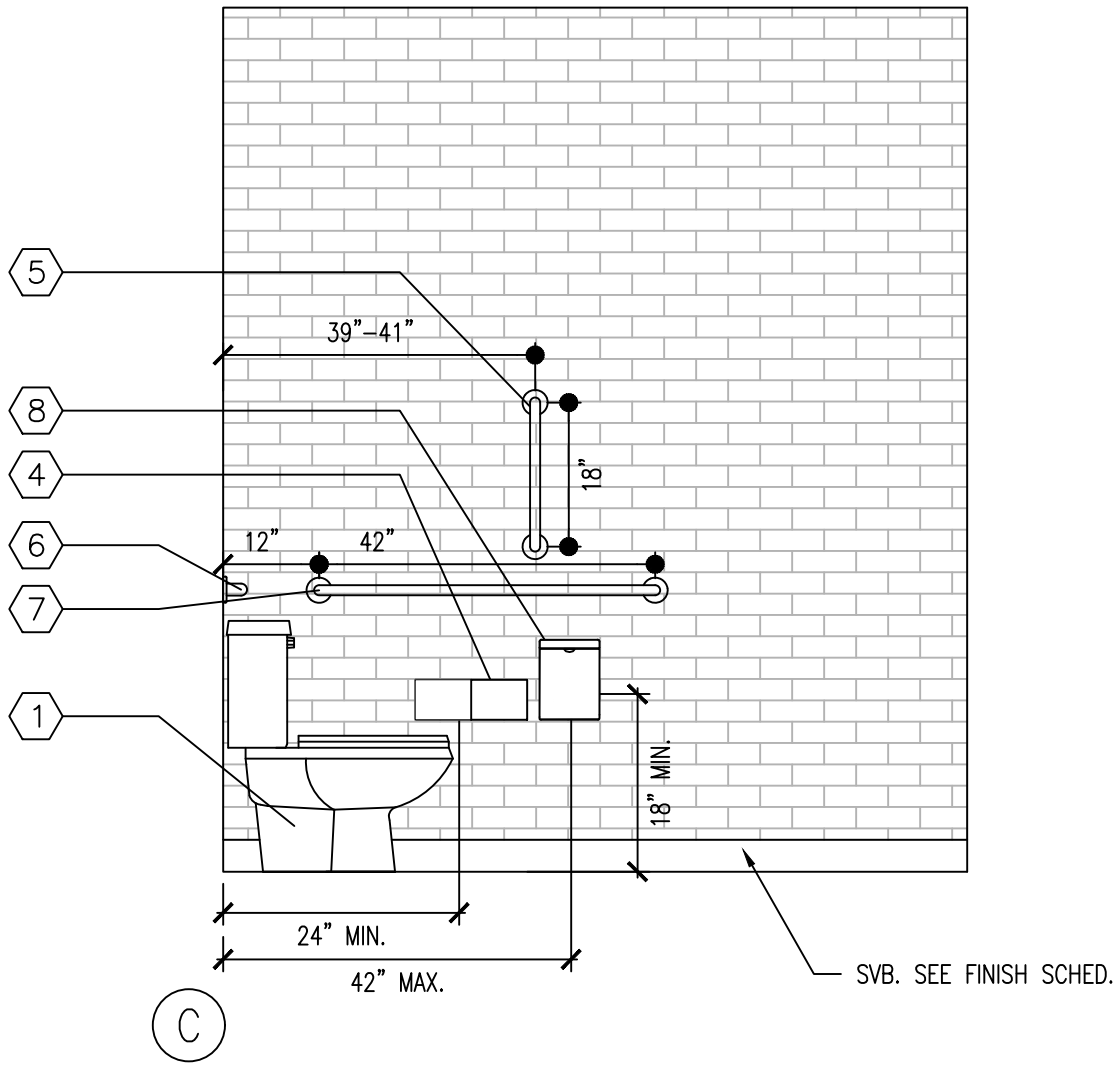 5
39"-41"
8
18"
4
12"
42"
6
7
1
18" MIN.
24" MIN.
42" MAX.
SVB. SEE FINISH SCHED.
C